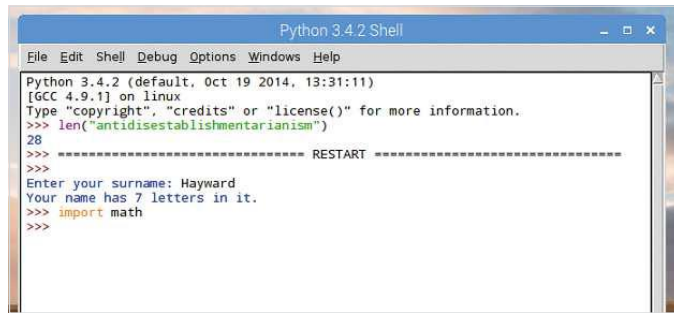 Python 3.4.2 Shell
File Edit Shell Debug Options Windows Help
Python 3.4.2 (default, Oct 19 2014, 13:31:11)
[GCC 4.9.1] on linux
Type "copyright", "credits" or "license()" for more information.
>>> len("antidisestablishmentarianism")
28
>>> ================================ RESTART ================================
>>>
Enter your surname: Hayward
Your name has 7 letters in it.
>>> import math
>>>